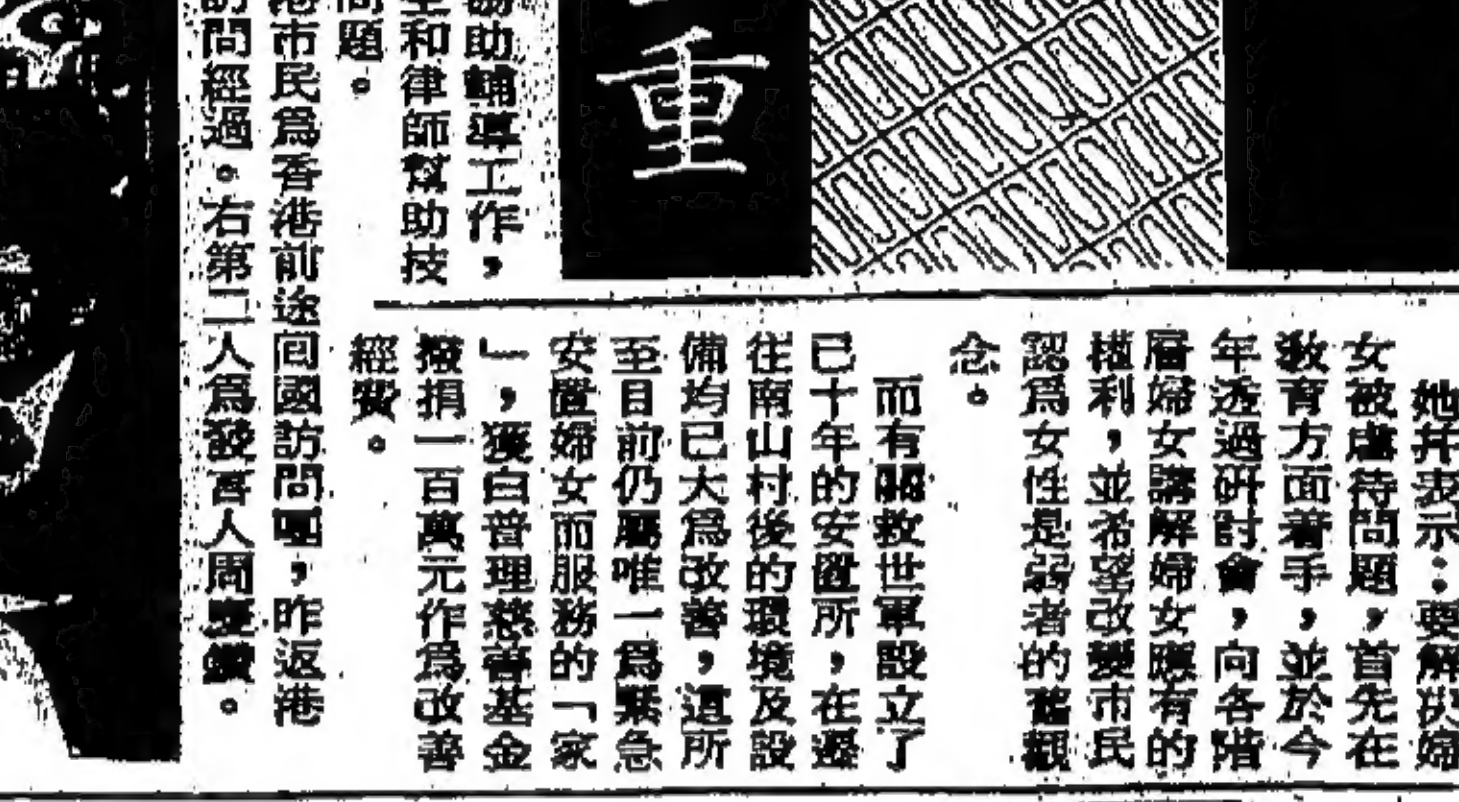 她幷表示：要解決婦
女被虐待問題，首先在
教育方面着手，並於今
年透過研討會，向各階
層婦女講解婦女應有的
權利，並希望改變市民
認爲女性是弱者的舊觀
念。
而有關救世軍設立了
已十年的安置所，在遷
往南山村後的環境及設
備均已大爲改善，這所
至目前仍屬唯一爲緊急
安置婦女而服務的「家
」，獲白普理慈善基金
撥捐一百萬元作爲改善
經費。
重
協助輔導工作，
和律師幫助技
問題。
港市民爲香港前途回國訪問團，昨返港
訪問經過。右第二人爲發言人周